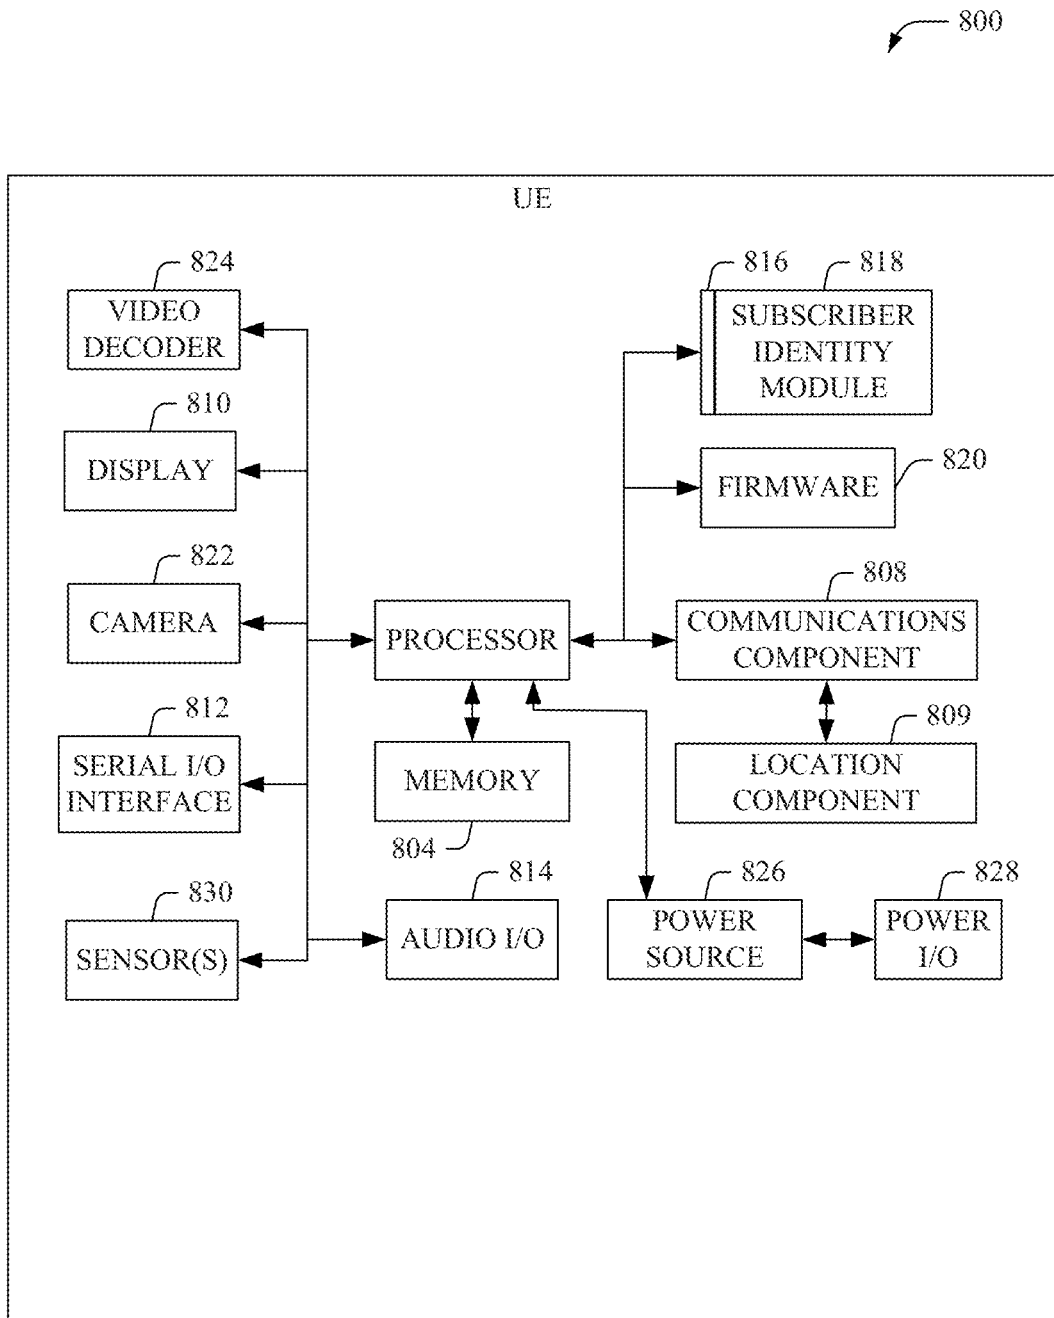 800
UE
824
VIDEO
DECODER
816
818
SUBSCRIBER
IDENTITY
MODULE
810
DISPLAY
820
FIRMWARE
822
CAMERA
PROCESSOR
808
COMMUNICATIONS
COMPONENT
812
SERIAL I/O
INTERFACE
MEMORY
804
809
LOCATION
COMPONENT
830
SENSOR(S)
814
AUDIO I/O
826
POWER
SOURCE
828
POWER
I/O